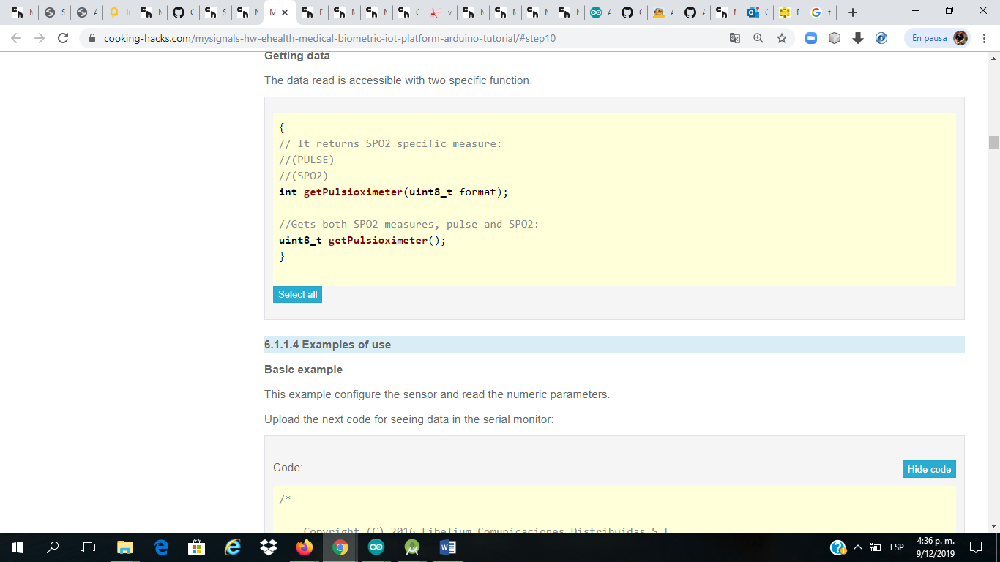 cooking-hacks.com/mysignals-hw-ehealth-medical-biometric-iot-platform-arduino-tutorial/#step10
En pausa
Getting data
The data read is accessible with two specific function.
{
// It returns SPO2 specific measure:
//(PULSE)
//(SPO2)
int getPulsioximeter(uint8_t format);
//Gets both SPO2 measures, pulse and SPO2:
uint8_t getPulsioximeter();
}
Select all
6.1.1.4 Examples of use
Basic example
This example configure the sensor and read the numeric parameters.
Upload the next code for seeing data in the serial monitor:
Code:
Hide code
/*
Copyright (C) 2016 Libelium Comunicaciones Distribuidas S.L.
ESP
4:36 p. m.
9/12/2019